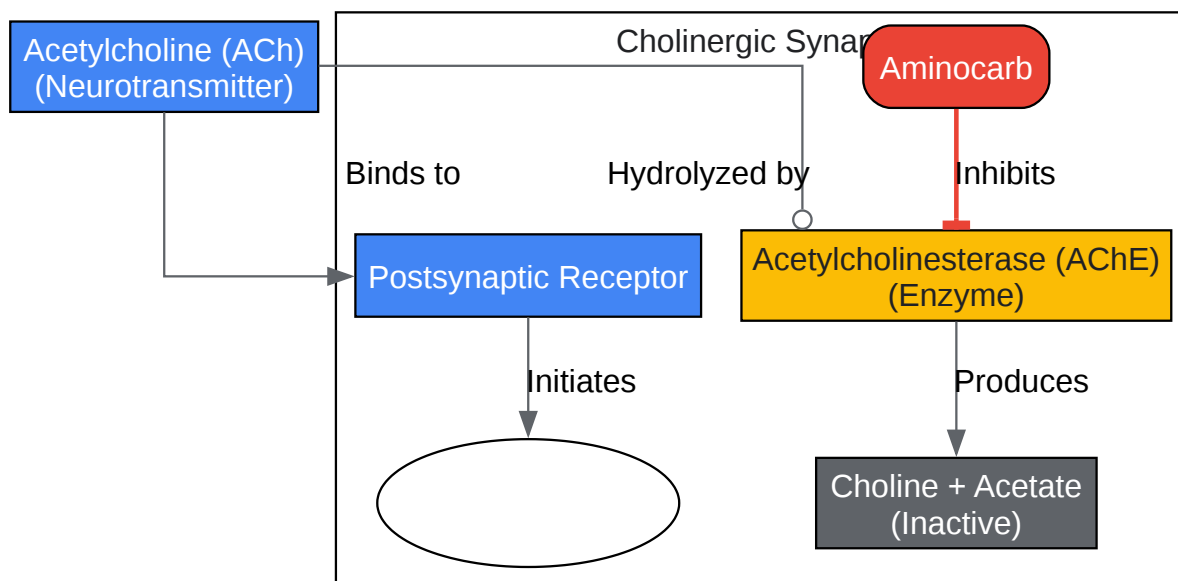 Acetylcholine (ACh)
(Neurotransmitter)
Cholinergic
Aminocarb
Binds to
Hydrolyzed by
Inhibits
Postsynaptic Receptor
Acetylcholinesterase (AChE)
(Enzyme)
Initiates
Produces
Choline + Acetate
(Inactive)